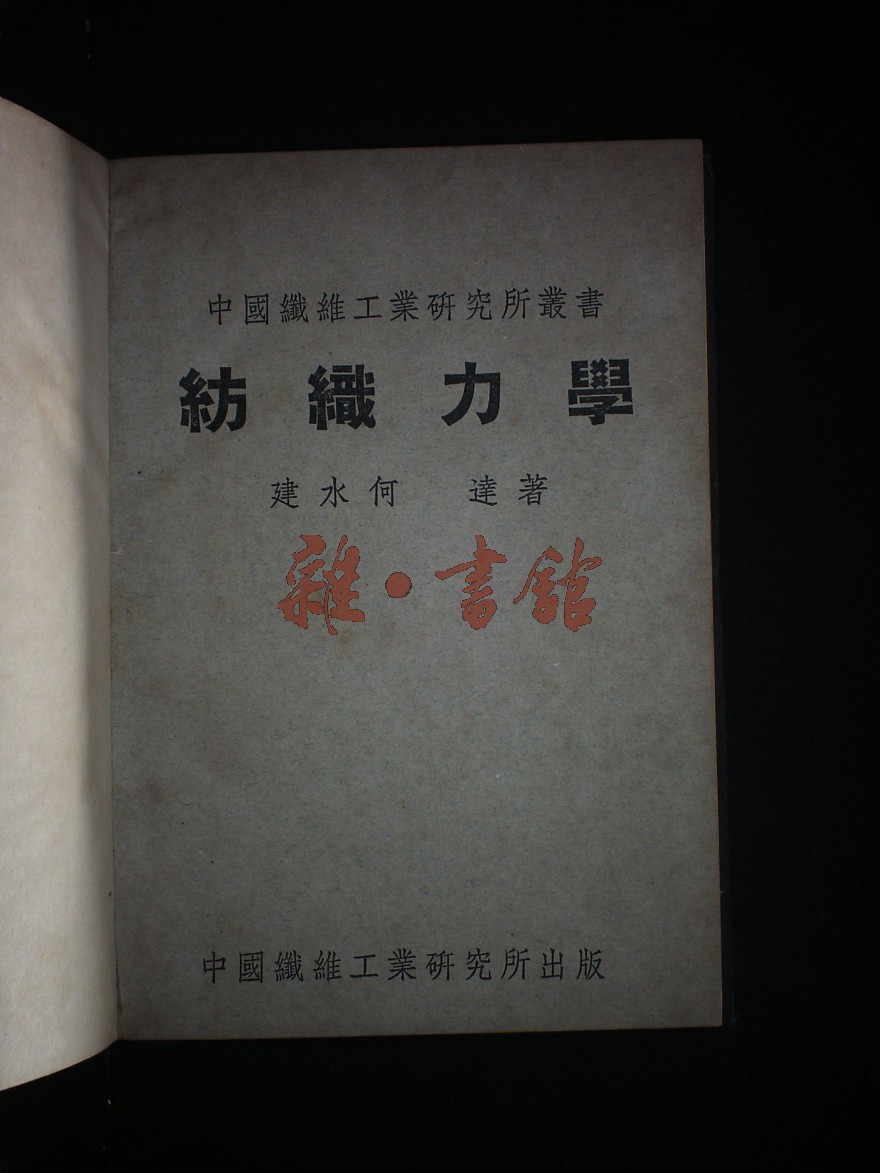 中國纖維工業研究所叢書
紡織力學
建水何　達著
雜・書館
中國纖維工業研究所出版